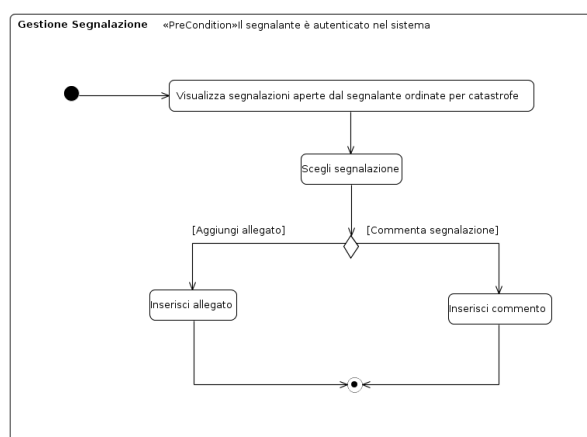 Gestione Segnalazione «PreCondition»Il segnalante è autenticato nel sistema
Visualizza segnalazioni aperte dal segnalante ordinate per catastrofe
Scegli segnalazione
[Aggiungi allegato] [Commenta segnalazione]
Inserisci allegato
Inserisci commento